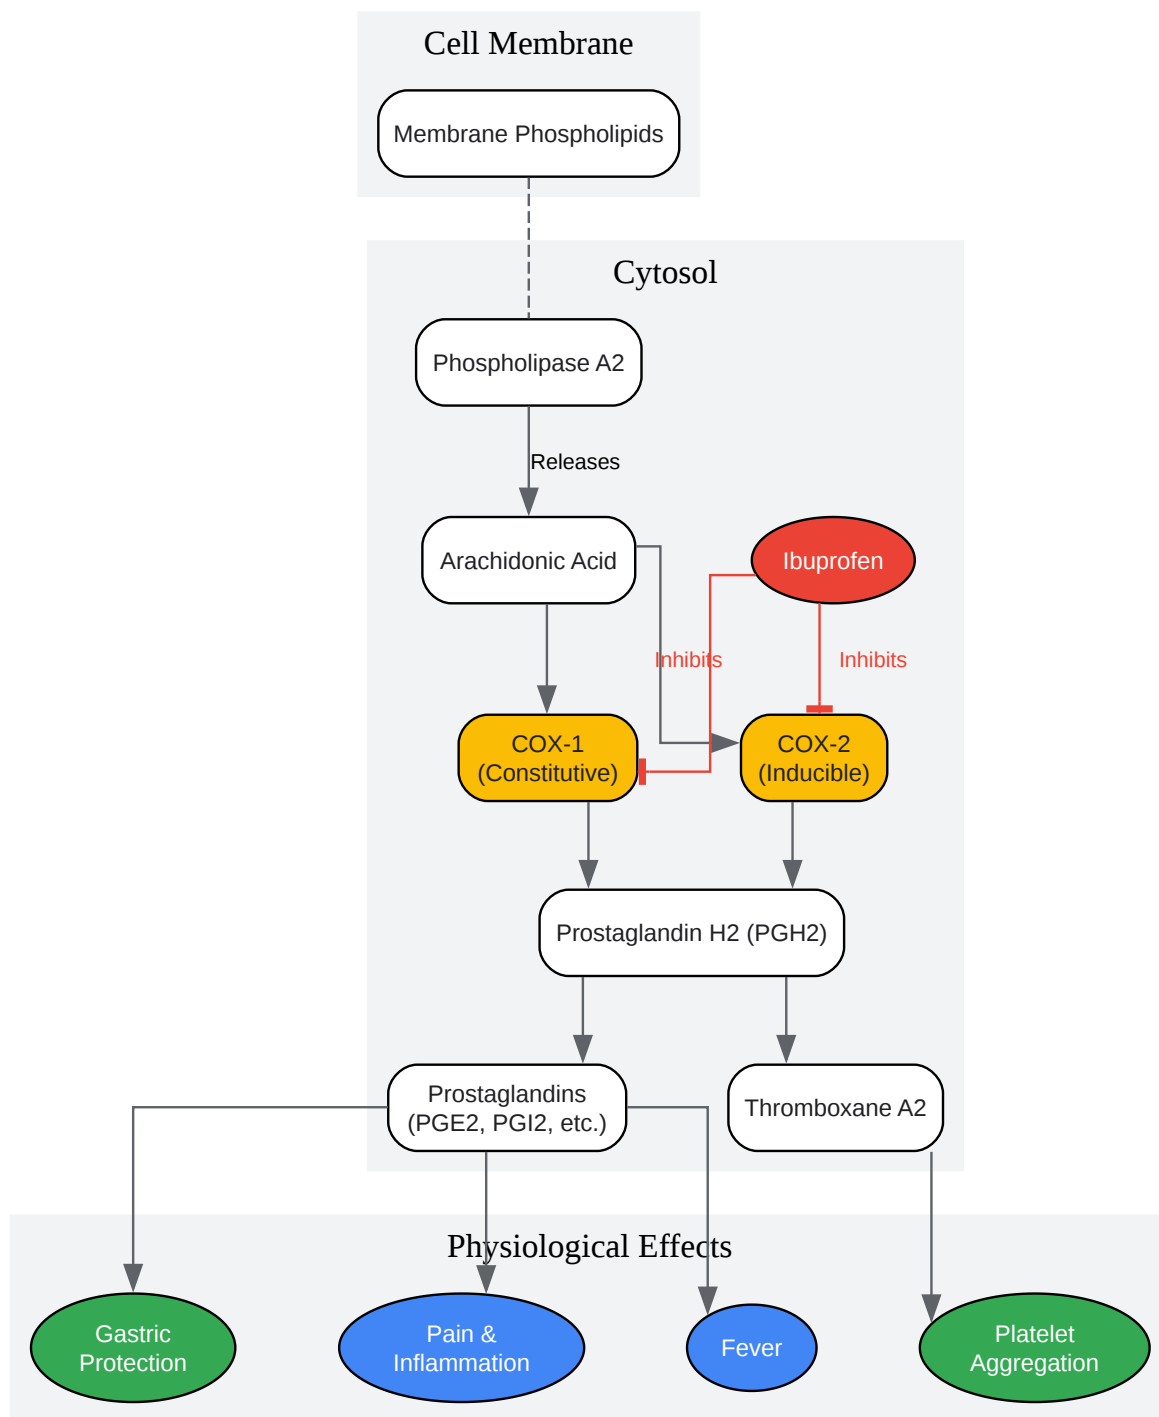 Cell Membrane
Membrane Phospholipids
Cytosol
Phospholipase A2
Releases
Arachidonic Acid
Ibuprofen
Inhibits
Inhibits
COX-1
(Constitutive)
COX-2
(Inducible)
Prostaglandin H2 (PGH2)
Prostaglandins
(PGE2, PGI2, etc.)
Thromboxane A2
Physiological Effects
Gastric
Protection
Pain &
Inflammation
Fever
Platelet
Aggregation